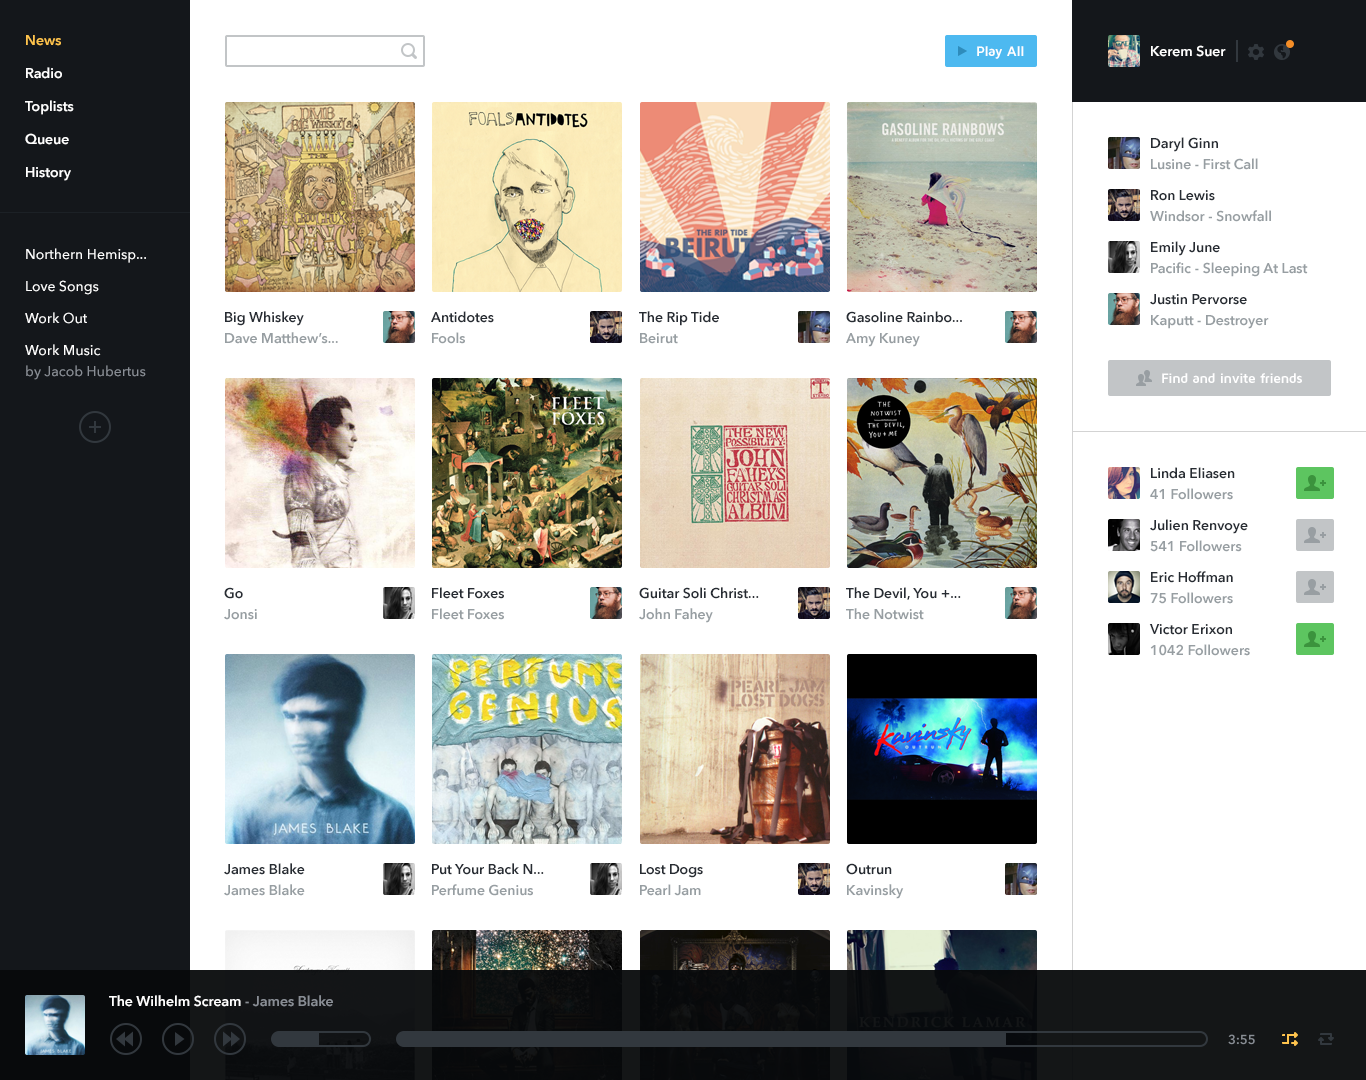 News
Radio
Toplists
Queue
History
Northern Hemisp...
Love Songs
Work Out
Work Music
by Jacob Hubertus
Play All
DMB
BIG WHISKEY &
Big Whiskey
Dave Matthew's...
FOALS ANTIDOTES
Antidotes
Fools
THE RIP TIDE
BEIRUT
The Rip Tide
Beirut
GASOLINE RAINBOWS
Gasoline Rainbo...
Amy Kuney
Go
Jonsi
FLEET
FOXES
Fleet Foxes
Fleet Foxes
THE NEW
POSSIBILITY:
JOHN
FAHEY'S
GUITAR SOLI
CHRISTMAS
ALBUM
Guitar Soli Christ...
John Fahey
THE
NOTWIST
THE DEVIL,
YOU + ME
The Devil, You +...
The Notwist
JAMES BLAKE
James Blake
James Blake
PERFUME
GENIUS
Put Your Back N...
Perfume Genius
PEARL JAM
LOST DOGS
Lost Dogs
Pearl Jam
Kavinsky
OUTRUN
Outrun
Kavinsky
KENDRICK LAMAR
Kerem Suer
Daryl Ginn
Lusine - First Call
Ron Lewis
Windsor - Snowfall
Emily June
Pacific - Sleeping At Last
Justin Pervorse
Kaputt - Destroyer
Find and invite friends
Linda Eliasen
41 Followers
Julien Renvoye
541 Followers
Eric Hoffman
75 Followers
Victor Erixon
1042 Followers
The Wilhelm Scream - James Blake
JAMES BLAKE
3:55